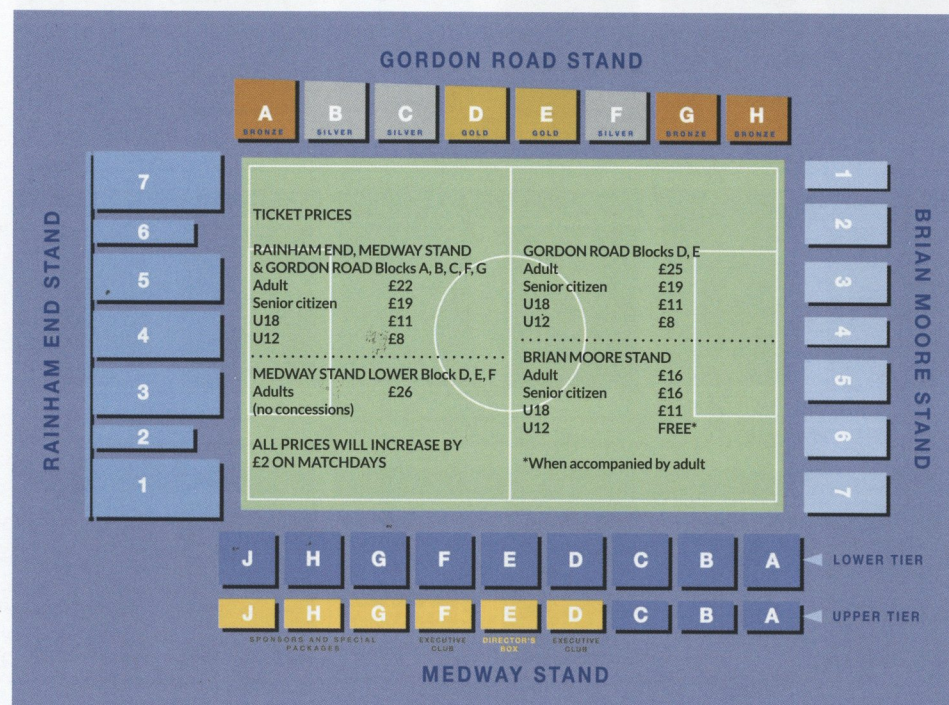 GORDON ROAD STAND
A
BRONZE
B
SILVER
C
SILVER
D
GOLD
E
GOLD
F
SILVER
G
BRONZE
H
BRONZE
RAINHAM END STAND
7
6
5
4
3
2
1
TICKET PRICES
RAINHAM END, MEDWAY STAND
& GORDON ROAD Blocks A, B, C, F, G
Adult £22
Senior citizen £19
U18 £11
U12 £8
MEDWAY STAND LOWER Block D, E, F
Adults £26
(no concessions)
ALL PRICES WILL INCREASE BY
£2 ON MATCHDAYS
GORDON ROAD Blocks D, E
Adult £25
Senior citizen £19
U18 £11
U12 £8
BRIAN MOORE STAND
Adult £16
Senior citizen £16
U18 £11
U12 FREE*
*When accompanied by adult
1
2
3
4
5
6
7
BRIAN MOORE STAND
J H G F E D C B A
LOWER TIER
J H G F E D C B A
UPPER TIER
SPONSORS AND SPECIAL
PACKAGES
EXECUTIVE
CLUB
DIRECTOR'S
BOX
EXECUTIVE
CLUB
MEDWAY STAND